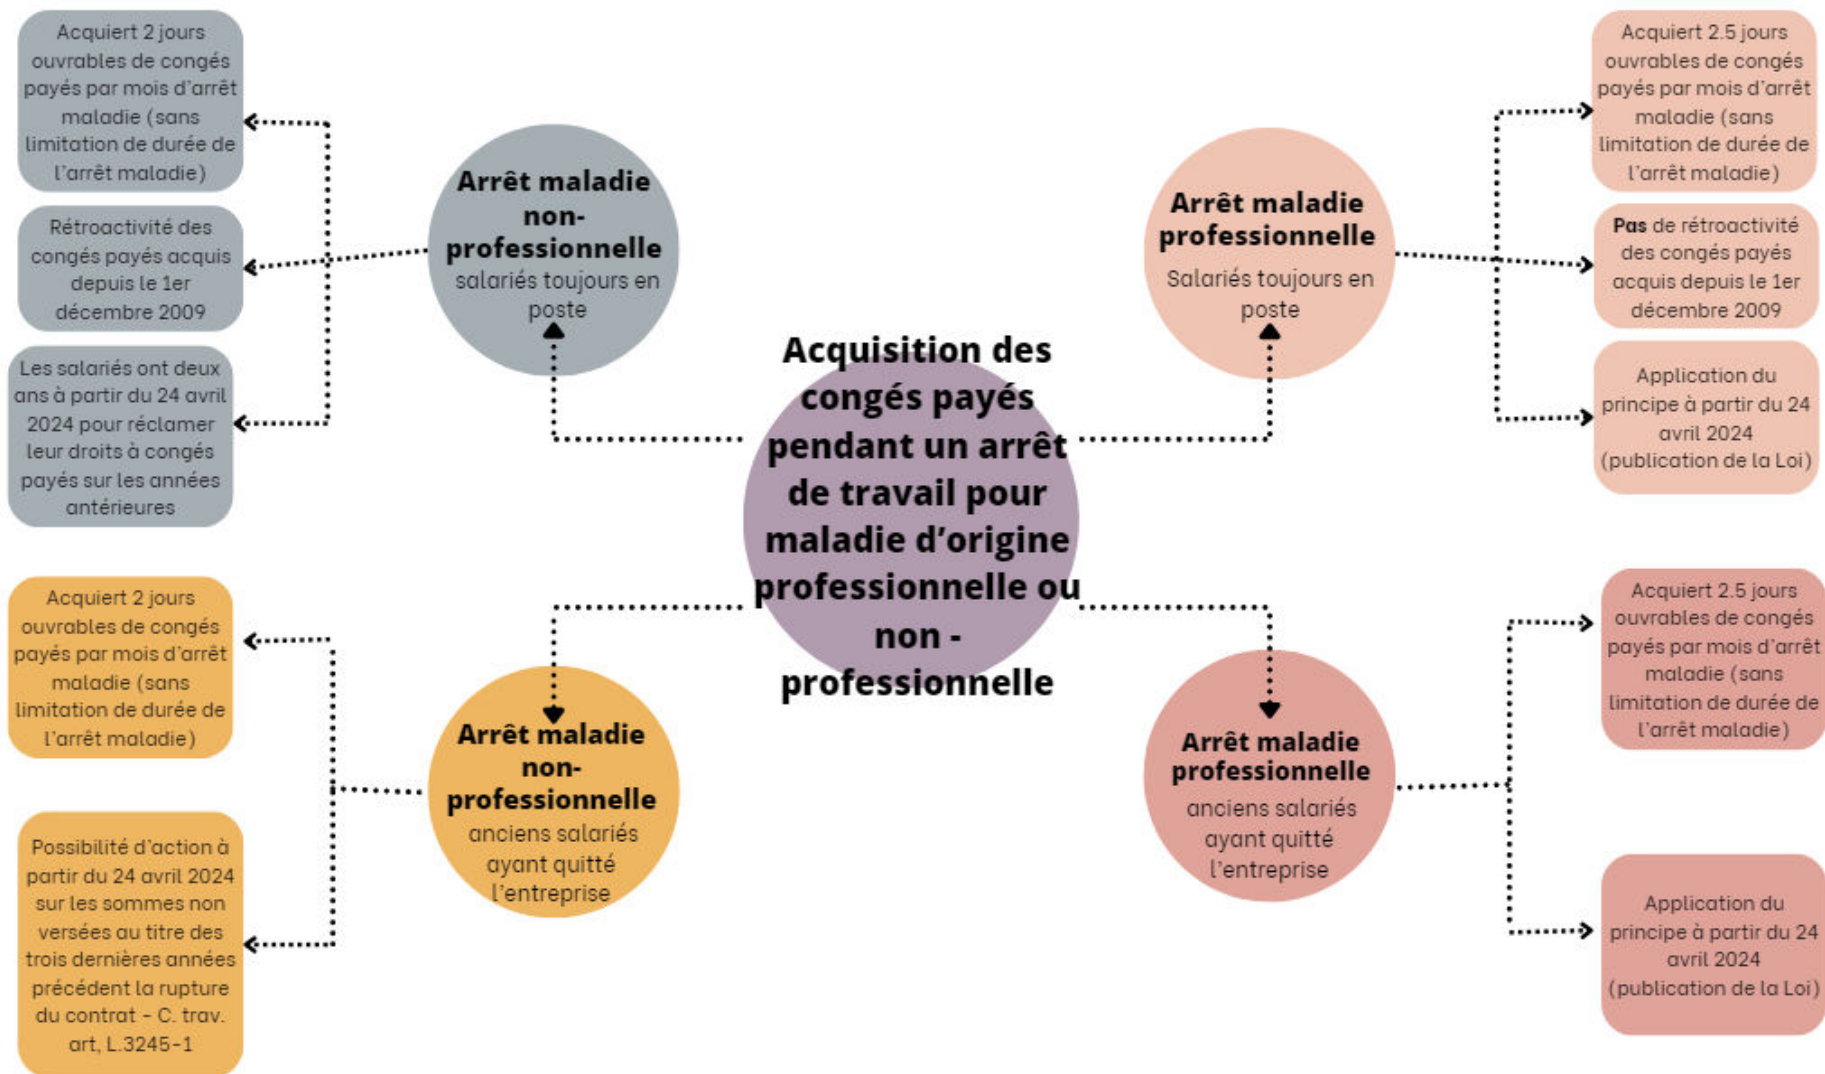 Acquiert 2 jours
ouvrables de congés
payés par mois d'arrêt
maladie (sans
limitation de durée de
l'arrêt maladie)
Rétroactivité des
congés payés acquis
depuis le 1er
décembre 2009
Les salariés ont deux
ans à partir du 24 avril
2024 pour réclamer
leur droits à congés
payés sur les années
antérieures
Arrêt maladie
non-
professionnelle
salariés toujours en
poste
Arrêt maladie
professionnelle
Salariés toujours en
poste
Acquiert 2.5 jours
ouvrables de congés
payés par mois d'arrêt
maladie (sans
limitation de durée de
l'arrêt maladie)
Pas de rétroactivité
des congés payés
acquis depuis le 1er
décembre 2009
Application du
principe à partir du 24
avril 2024
(publication de la Loi)
Acquisition des
congés payés
pendant un arrêt
de travail pour
maladie d'origine
professionnelle ou
non -
professionnelle
Acquiert 2 jours
ouvrables de congés
payés par mois d'arrêt
maladie (sans
limitation de durée de
l'arrêt maladie)
Possibilité d'action à
partir du 24 avril 2024
sur les sommes non
versées au titre des
trois dernières années
précédent la rupture
du contrat - C. trav.
art, L.3245-1
Arrêt maladie
non-
professionnelle
anciens salariés
ayant quitté
l'entreprise
Arrêt maladie
professionnelle
anciens salariés
ayant quitté
l'entreprise
Acquiert 2.5 jours
ouvrables de congés
payés par mois d'arrêt
maladie (sans
limitation de durée de
l'arrêt maladie)
Application du
principe à partir du 24
avril 2024
(publication de la Loi)